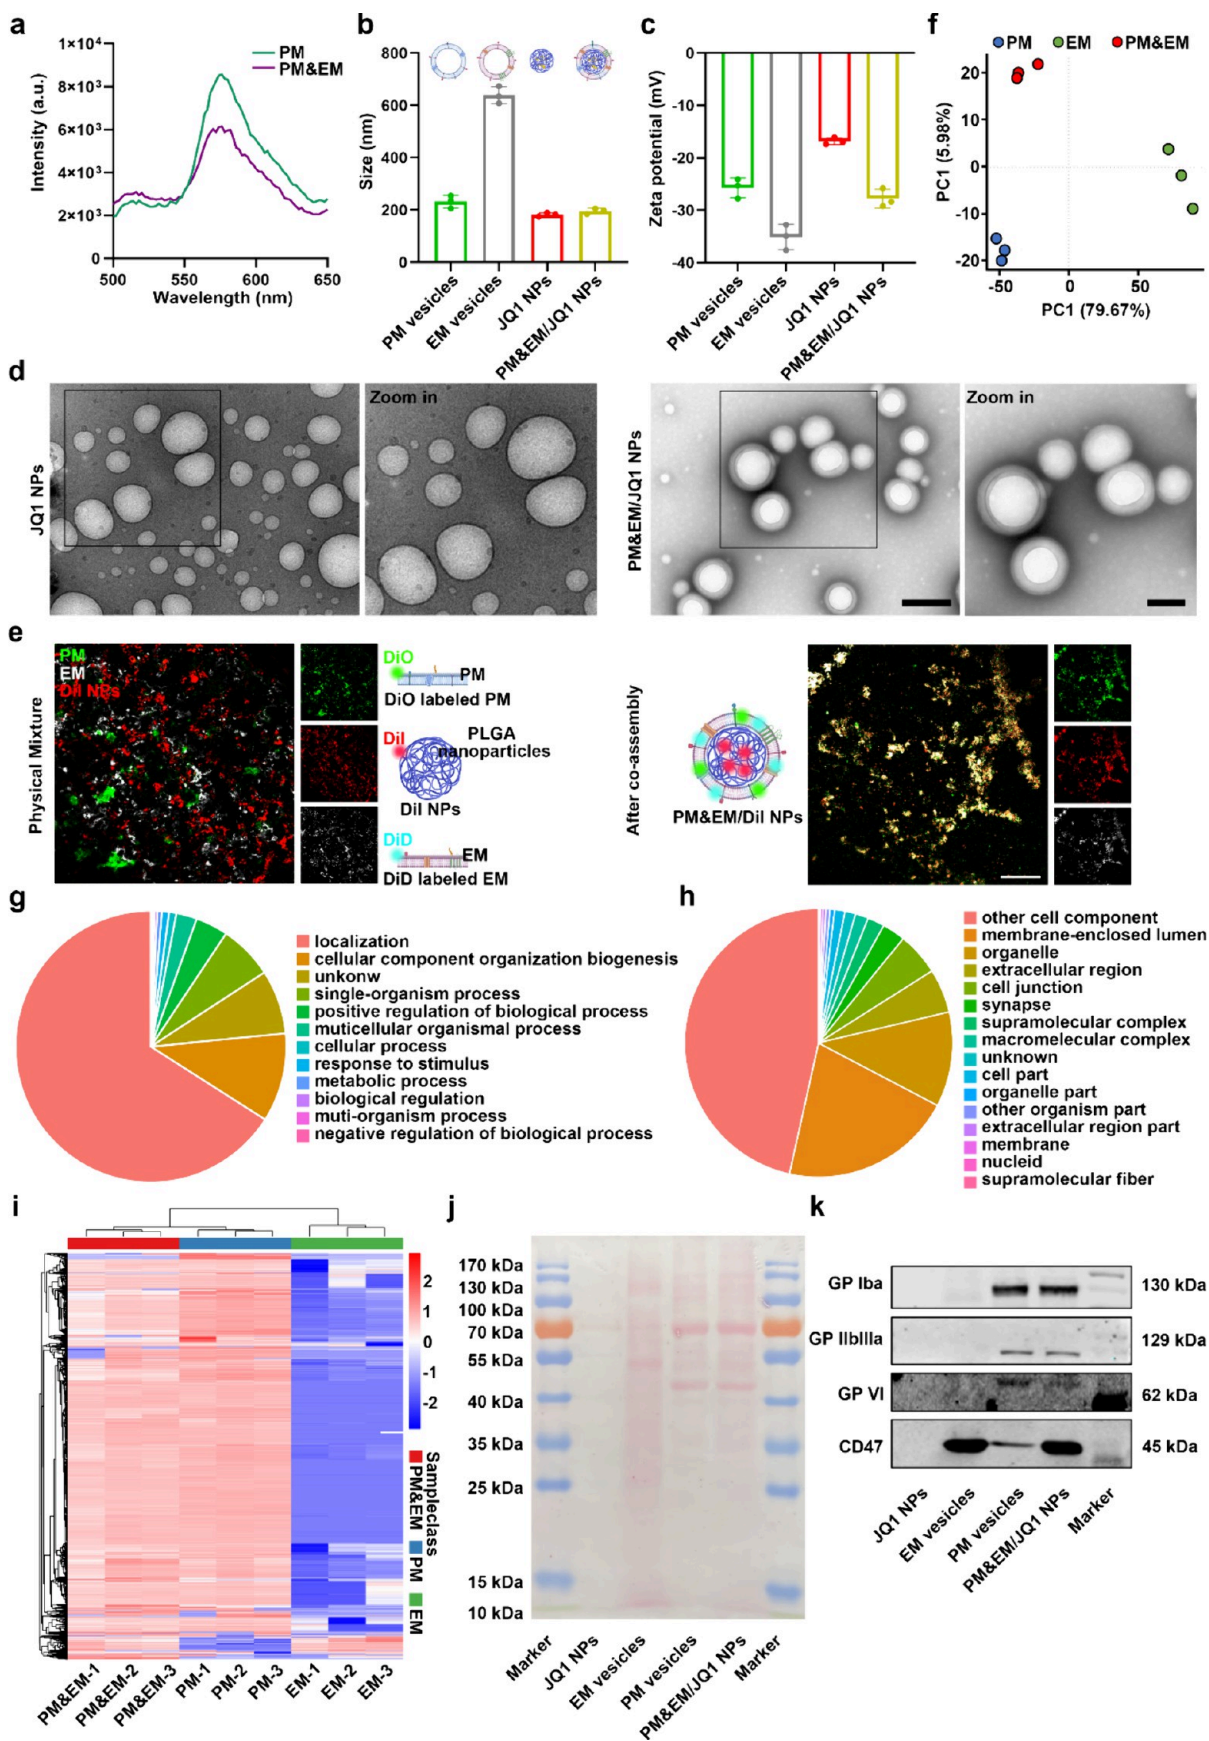 a
1×10⁴
8×10³
6×10³
4×10³
2×10³
0
500
550
600
650
Intensity (a.u.)
Wavelength (nm)
PM
PM&EM
b
800
600
400
200
0
Size (nm)
PM vesicles
EM vesicles
JQ1 NPs
PM&EM/JQ1 NPs
c
0
-10
-20
-30
-40
Zeta potential (mV)
PM vesicles
EM vesicles
JQ1 NPs
PM&EM/JQ1 NPs
f
PM
EM
PM&EM
20
10
0
-10
-20
PC1 (5.98%)
-50
0
50
PC1 (79.67%)
d
JQ1 NPs
Zoom in
PM&EM/JQ1 NPs
Zoom in
e
Physical Mixture
PM
EM
DiI NPs
DiO
PM
DiO labeled PM
DiI
PLGA
nanoparticles
DiI NPs
DiD
EM
DiD labeled EM
After co-assembly
PM&EM/DiI NPs
g
localization
cellular component organization biogenesis
unkonw
single-organism process
positive regulation of biological process
muticellular organismal process
cellular process
response to stimulus
metabolic process
biological regulation
muti-organism process
negative regulation of biological process
h
other cell component
membrane-enclosed lumen
organelle
extracellular region
cell junction
synapse
supramolecular complex
macromelecular complex
unknown
cell part
organelle part
other organism part
extracellular region part
membrane
nucleid
supramolecular fiber
i
2
1
0
-1
-2
Sampleclass
PM&EM
PM
EM
PM&EM-1
PM&EM-2
PM&EM-3
PM-1
PM-2
PM-3
EM-1
EM-2
EM-3
j
170 kDa
130 kDa
100 kDa
70 kDa
55 kDa
40 kDa
35 kDa
25 kDa
15 kDa
10 kDa
Marker
JQ1 NPs
EM vesicles
PM vesicles
PM&EM/JQ1 NPs
Marker
k
GP Iba
130 kDa
GP IIbIIIa
129 kDa
GP VI
62 kDa
CD47
45 kDa
JQ1 NPs
EM vesicles
PM vesicles
PM&EM/JQ1 NPs
Marker